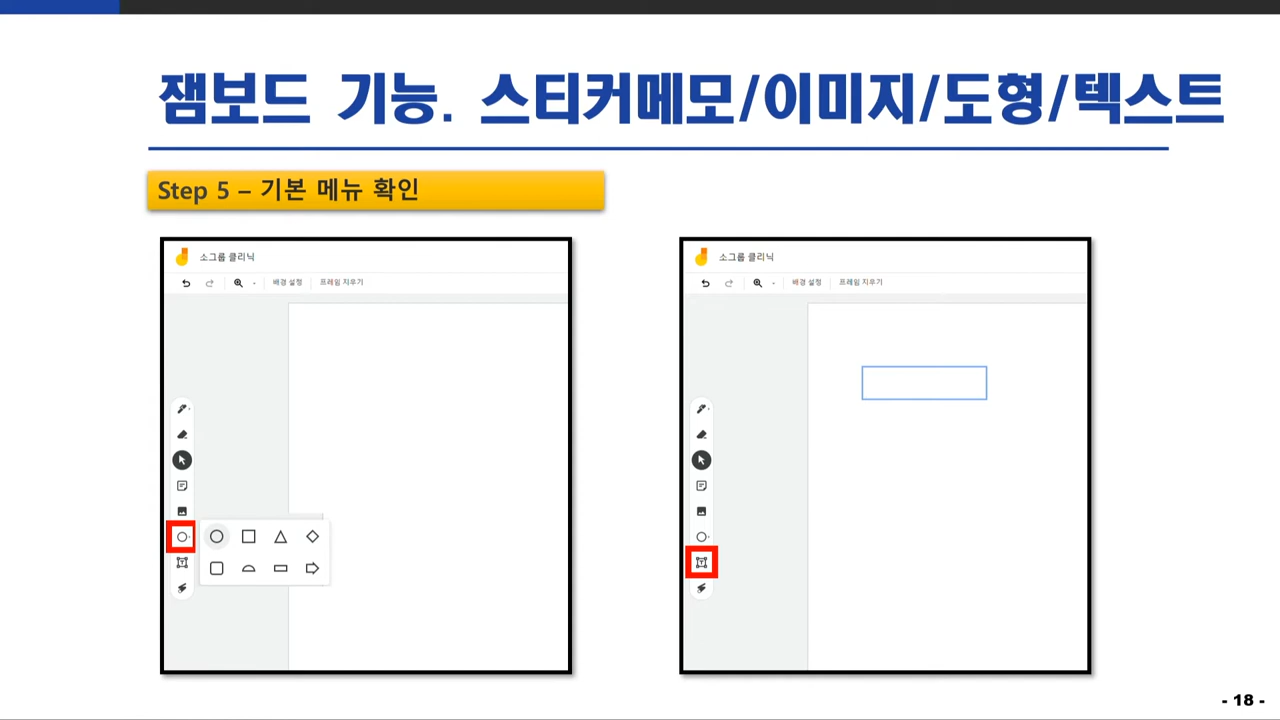 잼보드 기능. 스티커메모/이미지/도형/텍스트
Step 5 – 기본 메뉴 확인
소그룹 클리닉
배경 설정 프레임 지우기
소그룹 클리닉
배경 설정 프레임 지우기
- 18 -